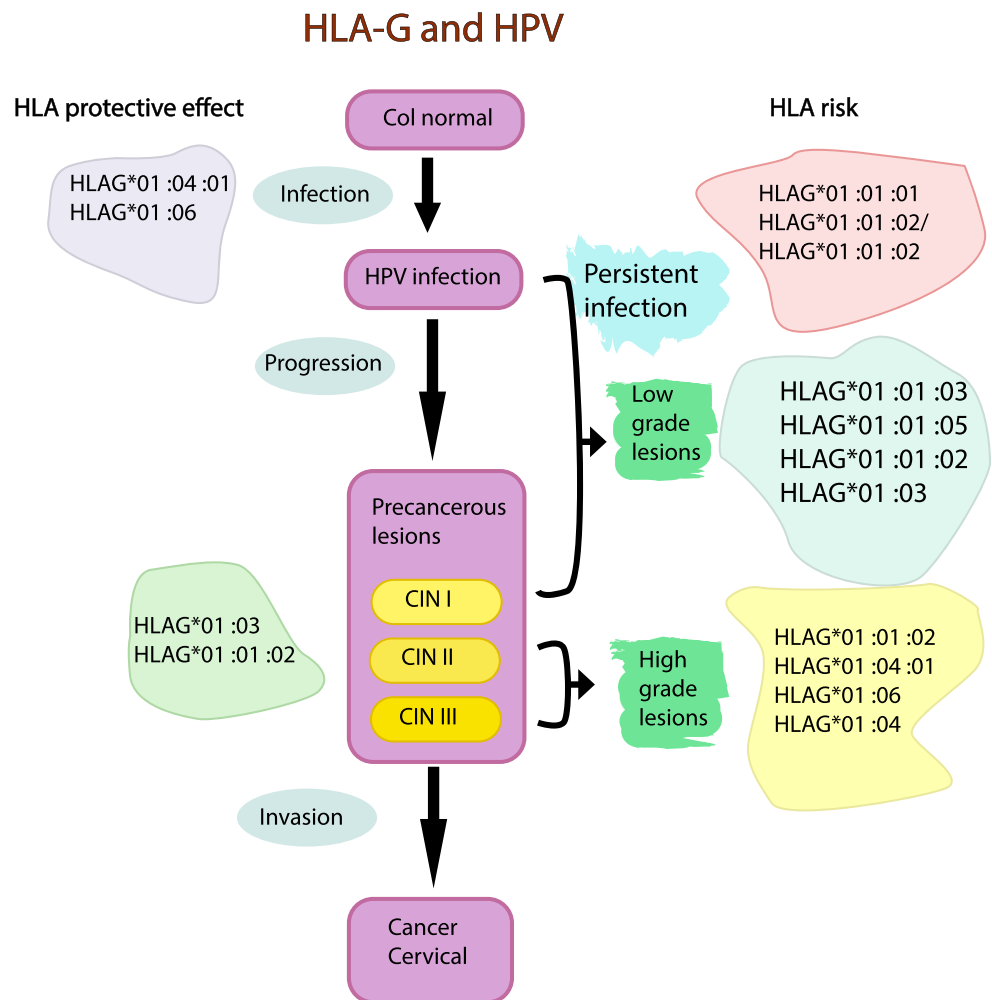 HLA-G and HPV
HLA protective effect
Col normal
HLA risk
HLAG*01 :04 :01
HLAG*01 :06
Infection
HLAG*01 :01 :01
HLAG*01 :01 :02/
HLAG*01 :01 :02
HPV infection
Persistent
infection
Progression
Low
grade
lesions
HLAG*01 :01 :03
HLAG*01 :01 :05
HLAG*01 :01 :02
HLAG*01 :03
Precancerous
lesions
CIN I
CIN II
CIN III
HLAG*01 :03
HLAG*01 :01 :02
High
grade
lesions
HLAG*01 :01 :02
HLAG*01 :04 :01
HLAG*01 :06
HLAG*01 :04
Invasion
Cancer
Cervical